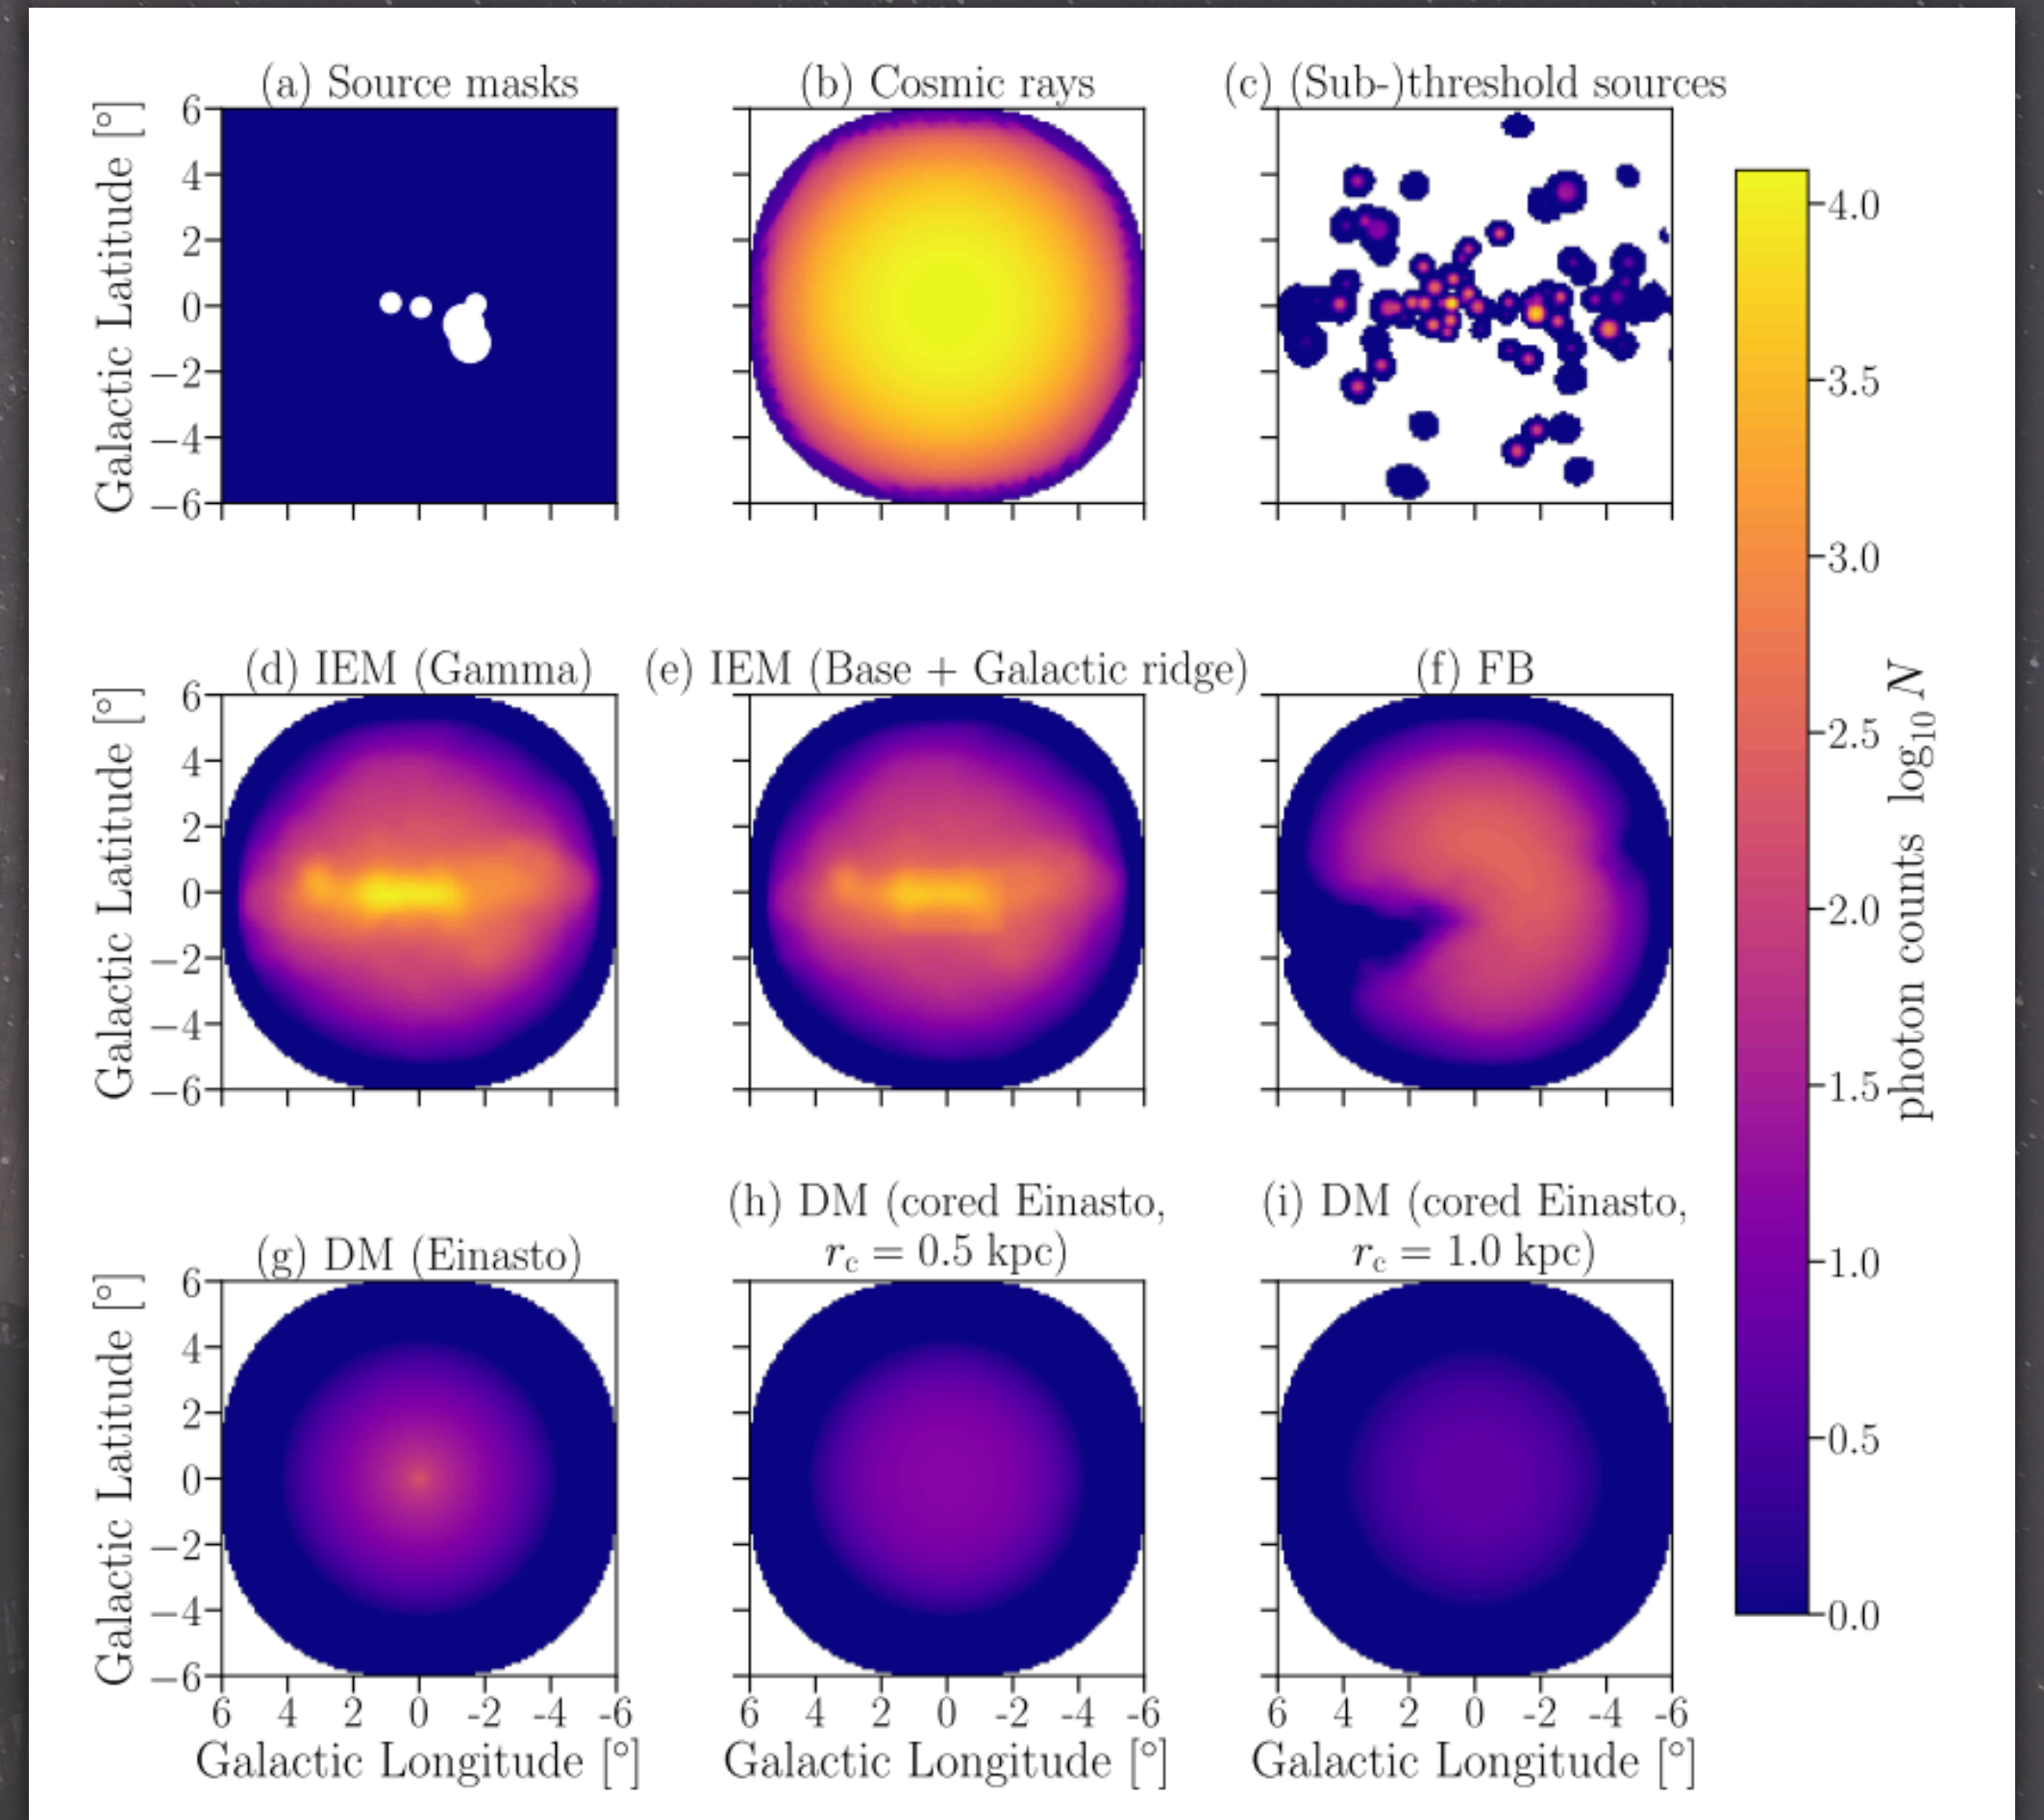 (a) Source masks
(b) Cosmic rays
(c) (Sub-)threshold sources
Galactic Latitude [°]
6
4
2
0
−2
−4
−6
(d) IEM (Gamma)
(e) IEM (Base + Galactic ridge)
(f) FB
Galactic Latitude [°]
6
4
2
0
−2
−4
−6
(g) DM (Einasto)
(h) DM (cored Einasto,
r_c = 0.5 kpc)
(i) DM (cored Einasto,
r_c = 1.0 kpc)
Galactic Latitude [°]
6
4
2
0
−2
−4
−6
6 4 2 0 -2 -4 -6
Galactic Longitude [°]
6 4 2 0 -2 -4 -6
Galactic Longitude [°]
6 4 2 0 -2 -4 -6
Galactic Longitude [°]
4.0
3.5
3.0
2.5
2.0
1.5
1.0
0.5
0.0
photon counts log₁₀ N